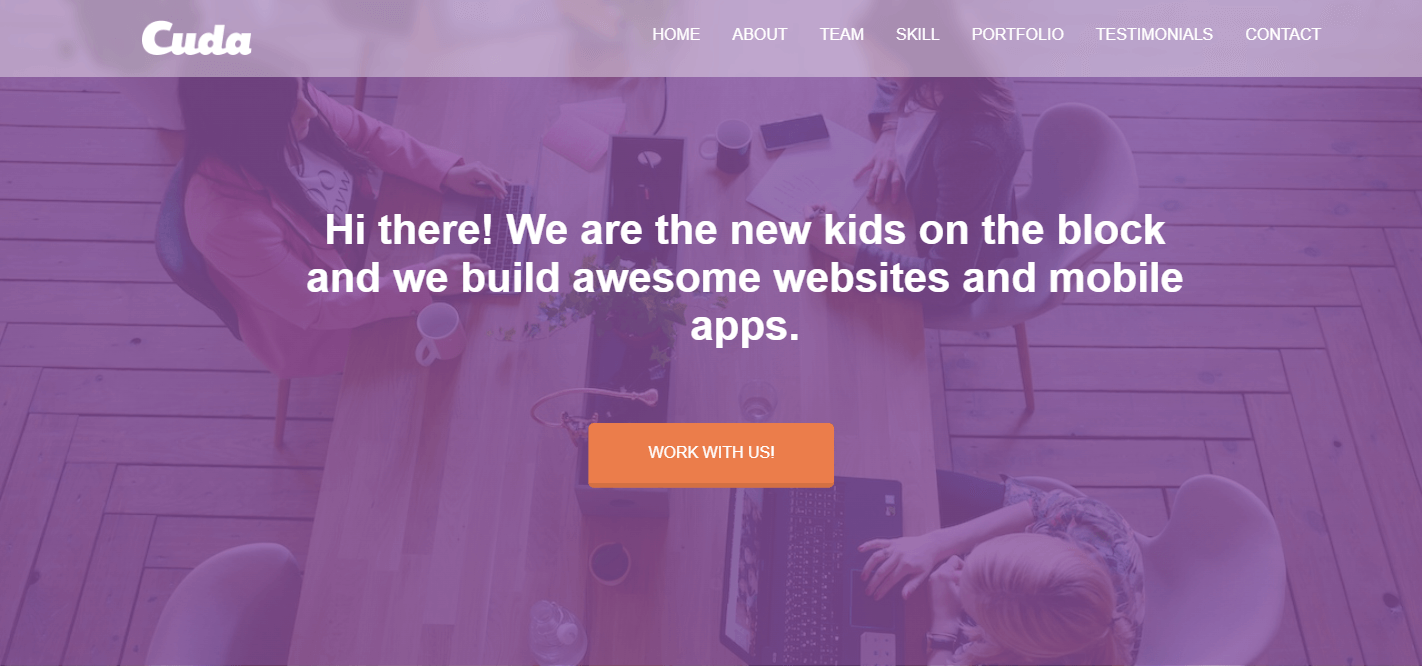 Cuda
HOME ABOUT TEAM SKILL PORTFOLIO TESTIMONIALS CONTACT
Hi there! We are the new kids on the block
and we build awesome websites and mobile
apps.
WORK WITH US!